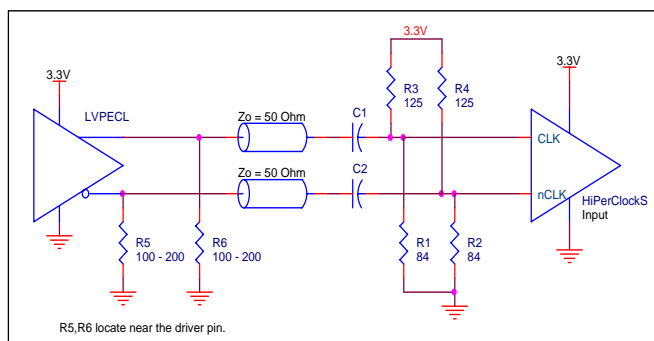 3.3V
3.3V
LVPECL
R3
125
R4
125
3.3V
Zo = 50 Ohm
C1
CLK
Zo = 50 Ohm
C2
nCLK
HiPerClockS
Input
R5
100 - 200
R6
100 - 200
R1
84
R2
84
R5,R6 locate near the driver pin.